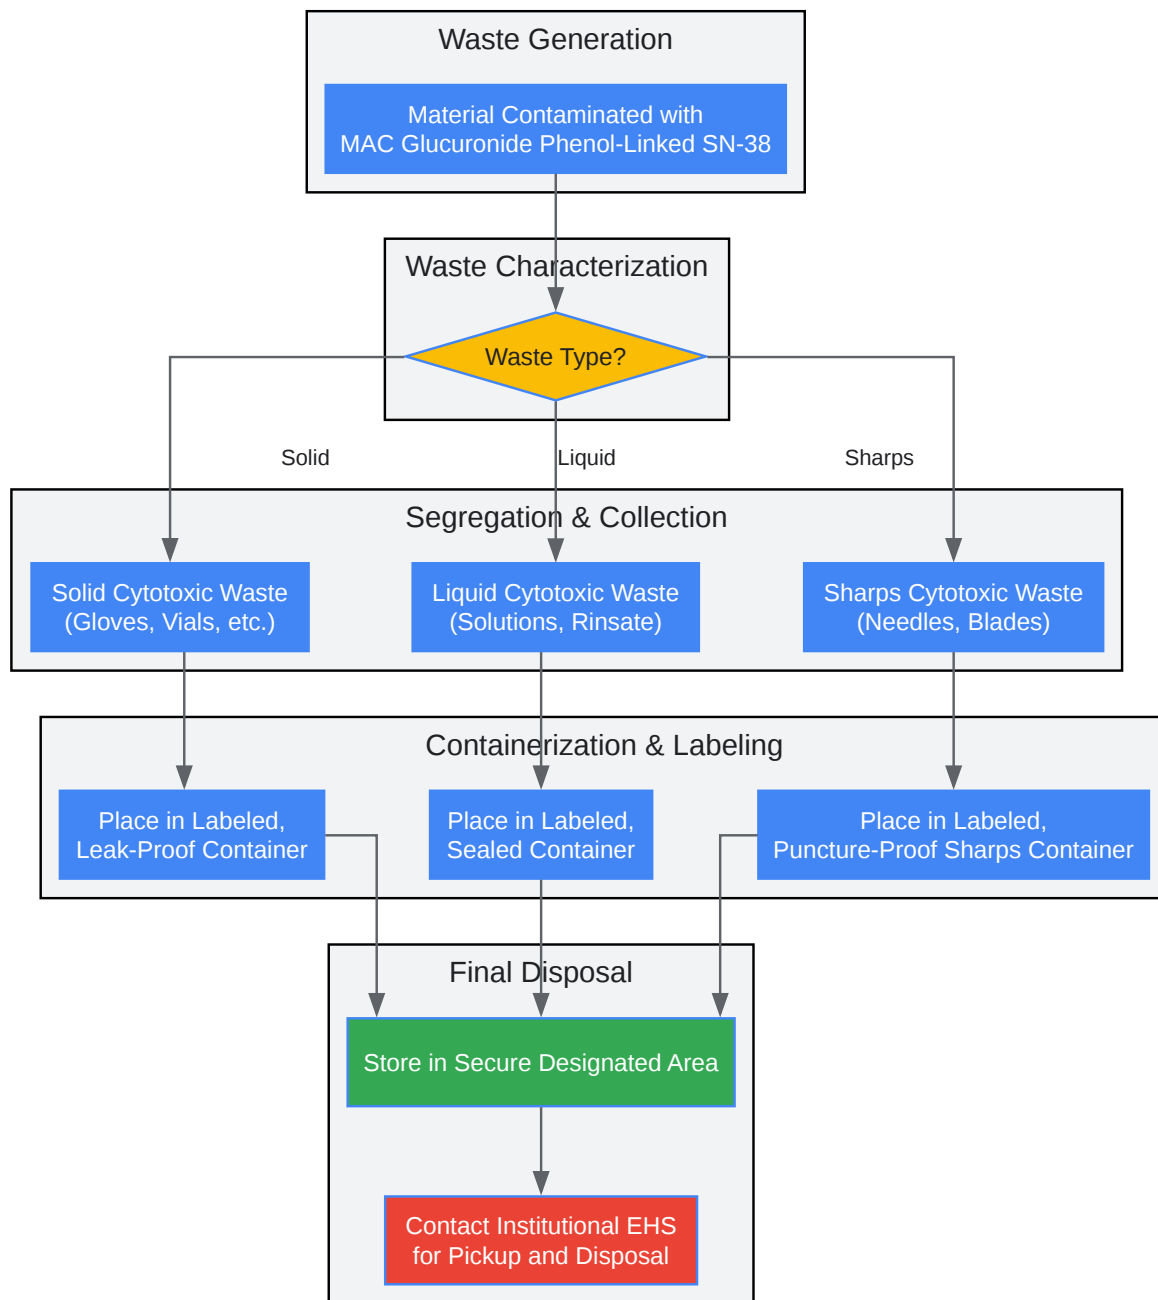 Waste Generation
Material Contaminated with
MAC Glucuronide Phenol-Linked SN-38
Waste Characterization
Waste Type?
Solid
Liquid
Sharps
Segregation & Collection
Solid Cytotoxic Waste
(Gloves, Vials, etc.)
Liquid Cytotoxic Waste
(Solutions, Rinsate)
Sharps Cytotoxic Waste
(Needles, Blades)
Containerization & Labeling
Place in Labeled,
Leak-Proof Container
Place in Labeled,
Sealed Container
Place in Labeled,
Puncture-Proof Sharps Container
Final Disposal
Store in Secure Designated Area
Contact Institutional EHS
for Pickup and Disposal